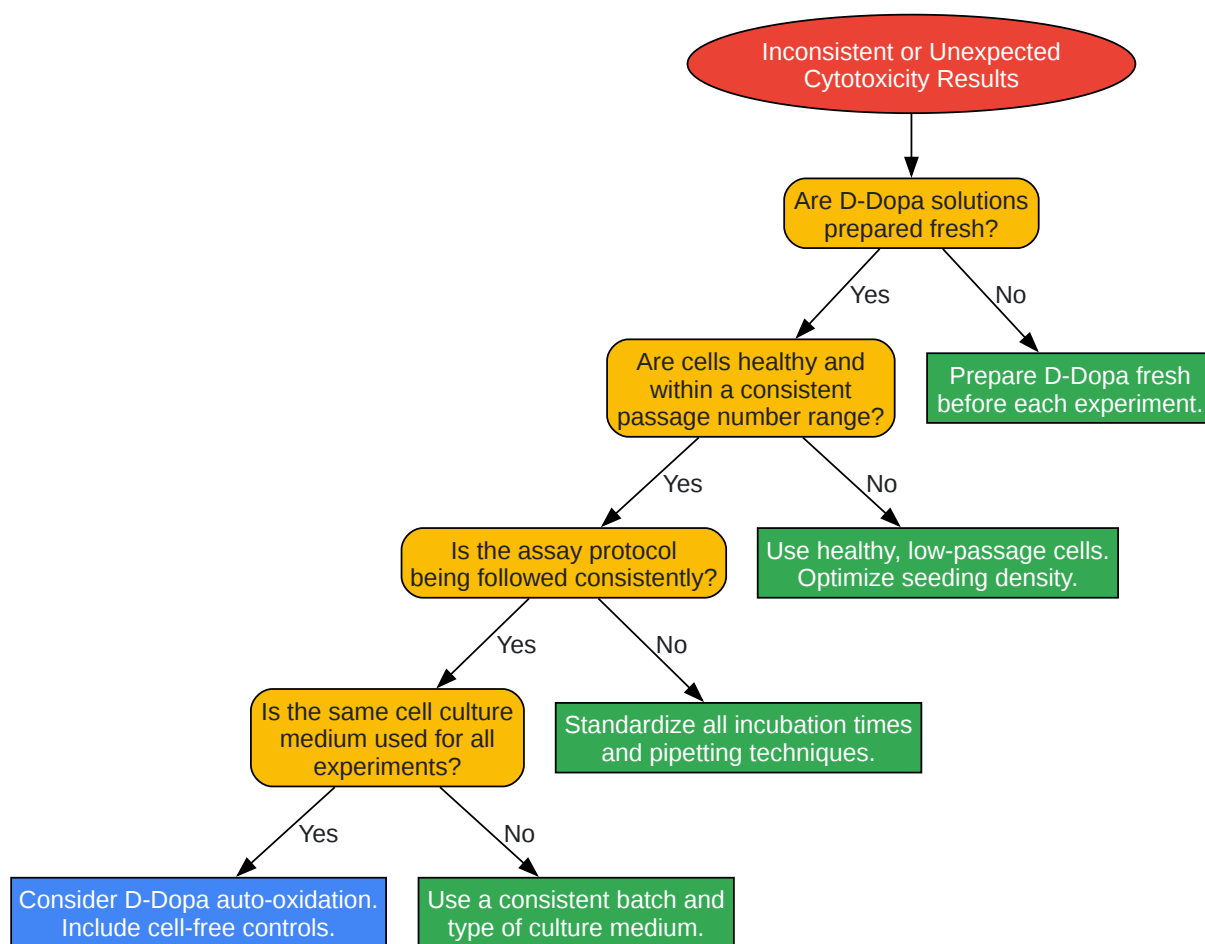 Inconsistent or Unexpected
Cytotoxicity Results
Are D-Dopa solutions
prepared fresh?
Yes
No
Are cells healthy and
within a consistent
passage number range?
Prepare D-Dopa fresh
before each experiment.
Yes
No
Is the assay protocol
being followed consistently?
Use healthy, low-passage cells.
Optimize seeding density.
Yes
No
Is the same cell culture
medium used for all
experiments?
Standardize all incubation times
and pipetting techniques.
Yes
No
Consider D-Dopa auto-oxidation.
Include cell-free controls.
Use a consistent batch and
type of culture medium.